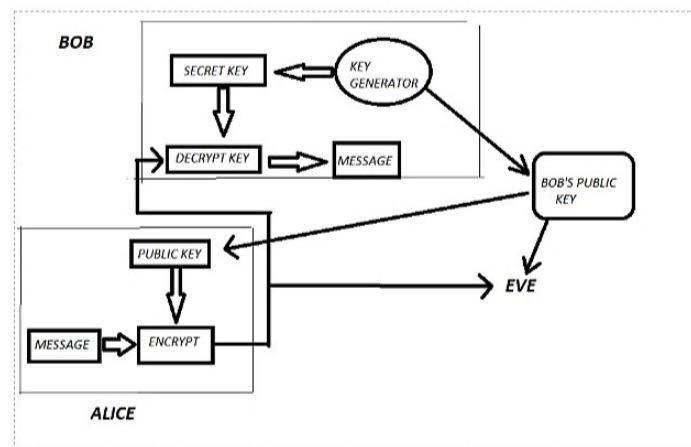 BOB
SECRET KEY
KEY
GENERATOR
DECRYPT KEY
MESSAGE
BOB'S PUBLIC
KEY
PUBLIC KEY
EVE
MESSAGE
ENCRYPT
ALICE